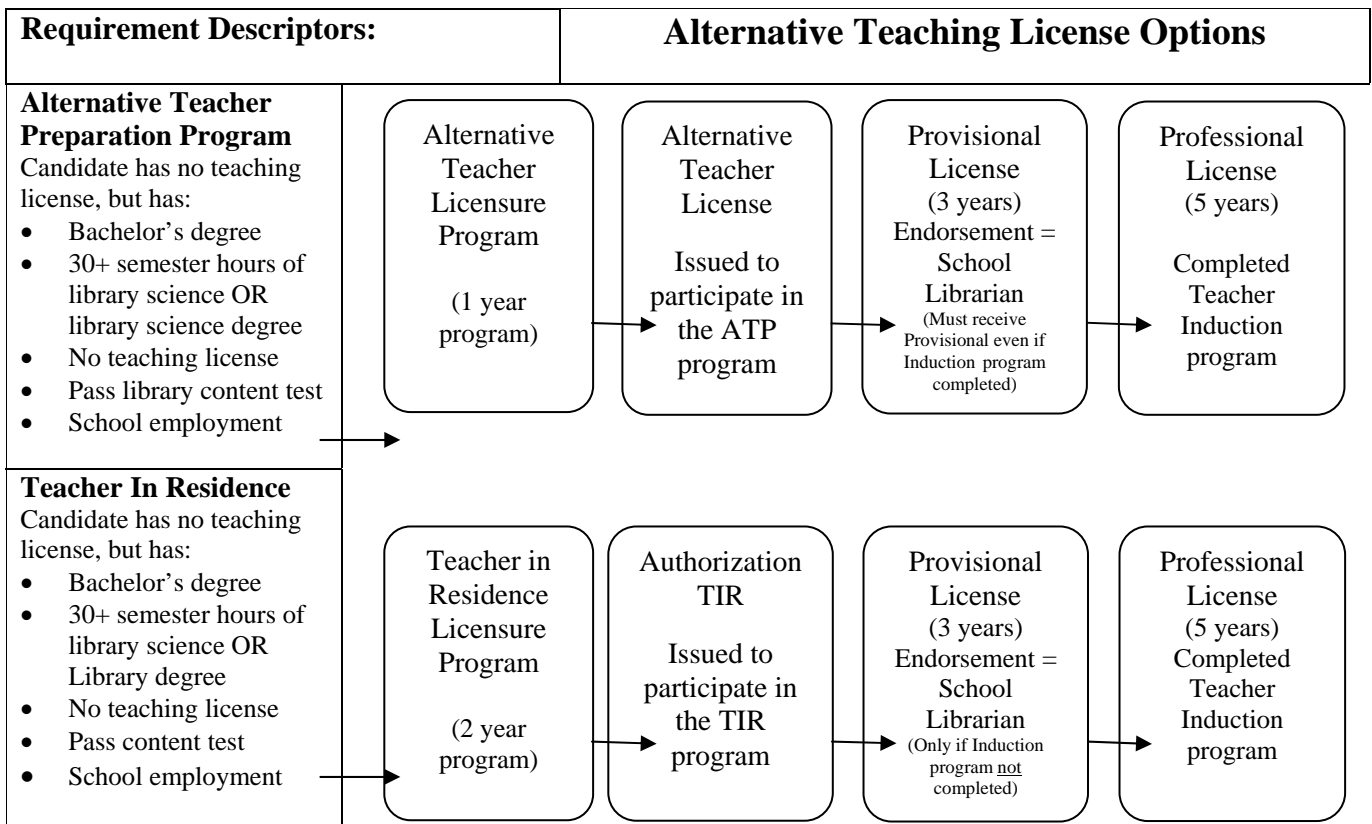 Requirement Descriptors:
Alternative Teaching License Options
Alternative Teacher
Preparation Program
Candidate has no teaching
license, but has:
• Bachelor’s degree
• 30+ semester hours of
library science OR
library science degree
• No teaching license
• Pass library content test
• School employment
Alternative
Teacher
Licensure
Program
(1 year
program)
Alternative
Teacher
License
Issued to
participate in
the ATP
program
Provisional
License
(3 years)
Endorsement =
School
Librarian
(Must receive
Provisional even if
Induction program
completed)
Professional
License
(5 years)
Completed
Teacher
Induction
program
Teacher In Residence
Candidate has no teaching
license, but has:
• Bachelor’s degree
• 30+ semester hours of
library science OR
Library degree
• No teaching license
• Pass content test
• School employment
Teacher in
Residence
Licensure
Program
(2 year
program)
Authorization
TIR
Issued to
participate in
the TIR
program
Provisional
License
(3 years)
Endorsement =
School
Librarian
(Only if Induction
program not
completed)
Professional
License
(5 years)
Completed
Teacher
Induction
program